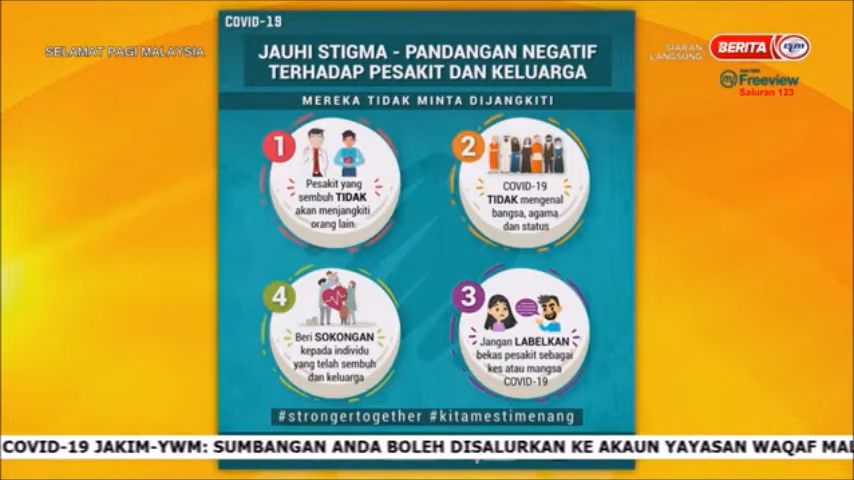 SELAMAT PAGI MALAYSIA
SIARAN
LANGSUNG
BERITA
Freeview
Saluran 123
COVID-19
JAUHI STIGMA - PANDANGAN NEGATIF
TERHADAP PESAKIT DAN KELUARGA
MEREKA TIDAK MINTA DIJANGKITI
1
Pesakit yang
sembuh TIDAK
akan menjangkiti
orang lain.
2
COVID-19
TIDAK mengenal
bangsa, agama
dan status
4
Beri SOKONGAN
kepada individu
yang telah sembuh
dan keluarga
3
Jangan LABELKAN
bekas pesakit sebagai
kes atau mangsa
COVID-19
#strongertogether #kitamestimenang
COVID-19 JAKIM-YWM: SUMBANGAN ANDA BOLEH DISALURKAN KE AKAUN YAYASAN WAQAF MAL